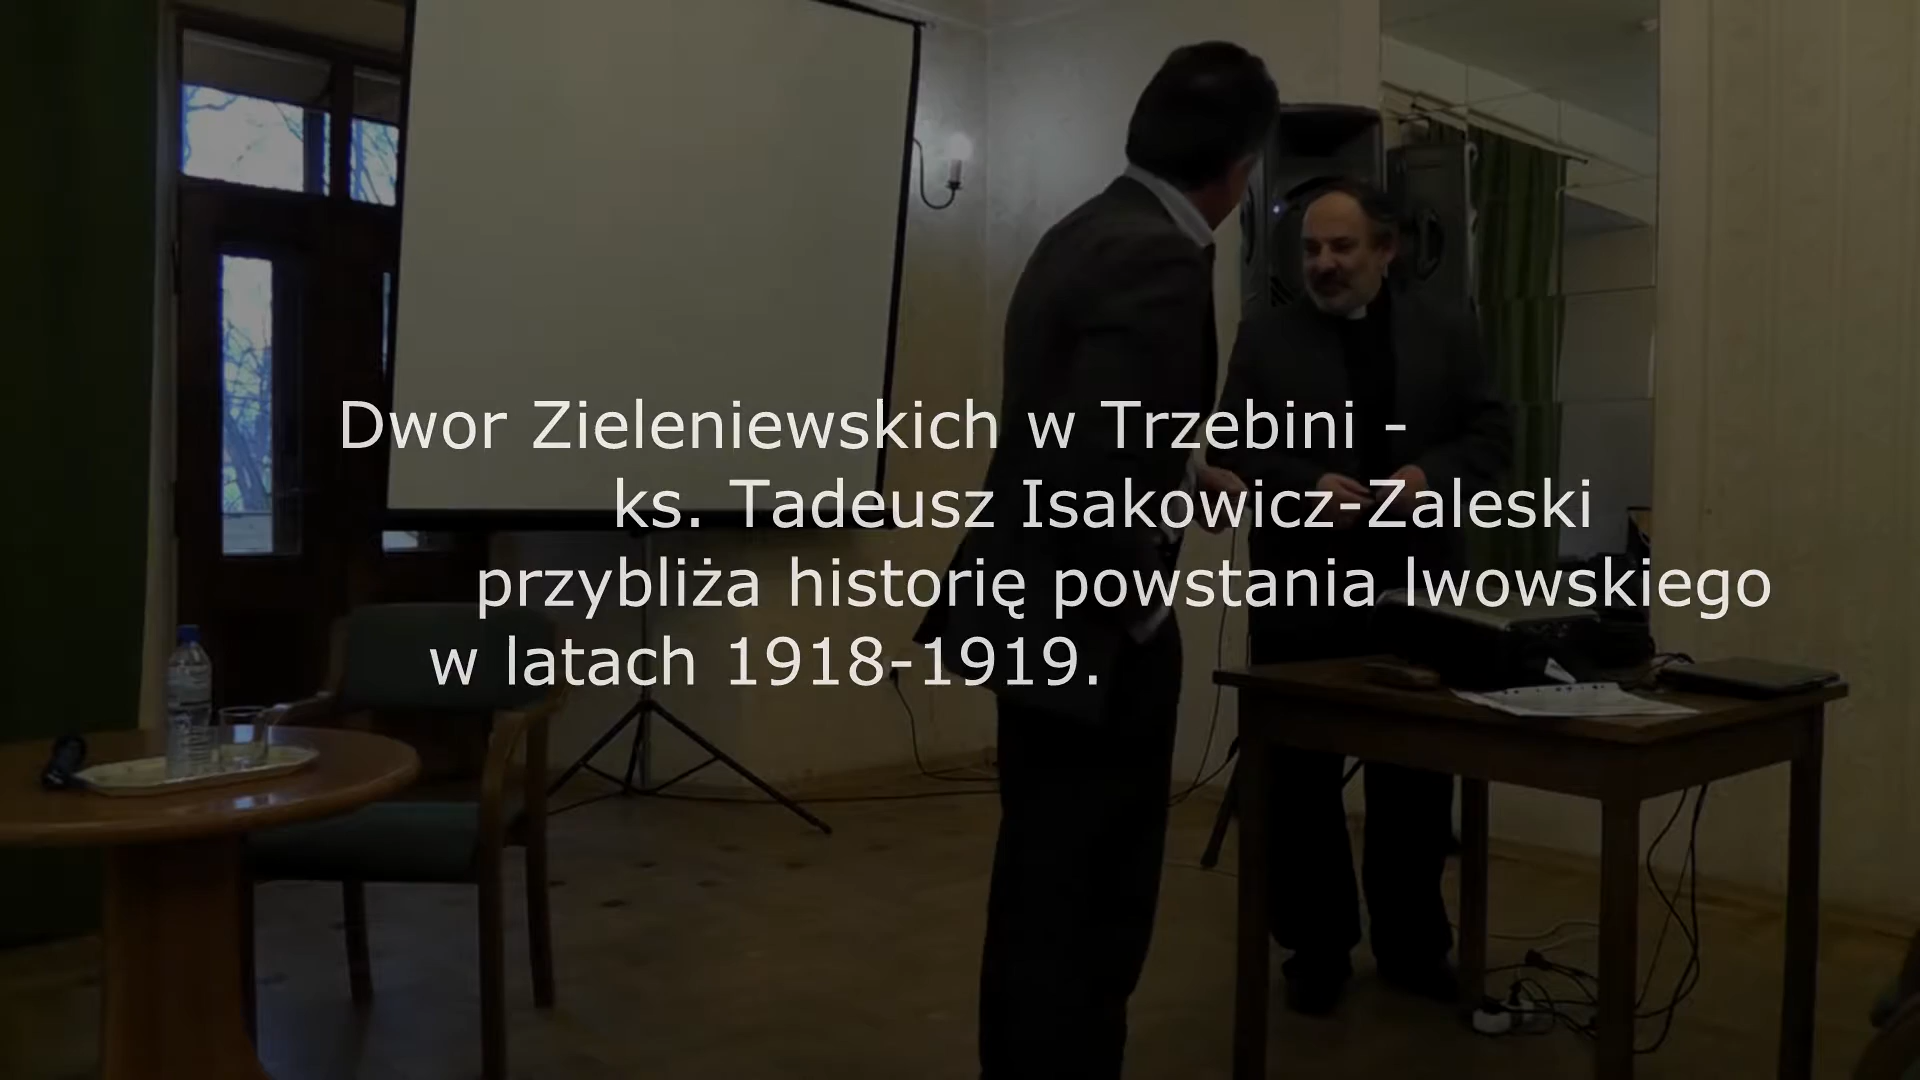 Dwor Zieleniewskich w Trzebini -
ks. Tadeusz Isakowicz-Zaleski
przybliża historię powstania lwowskiego
w latach 1918-1919.